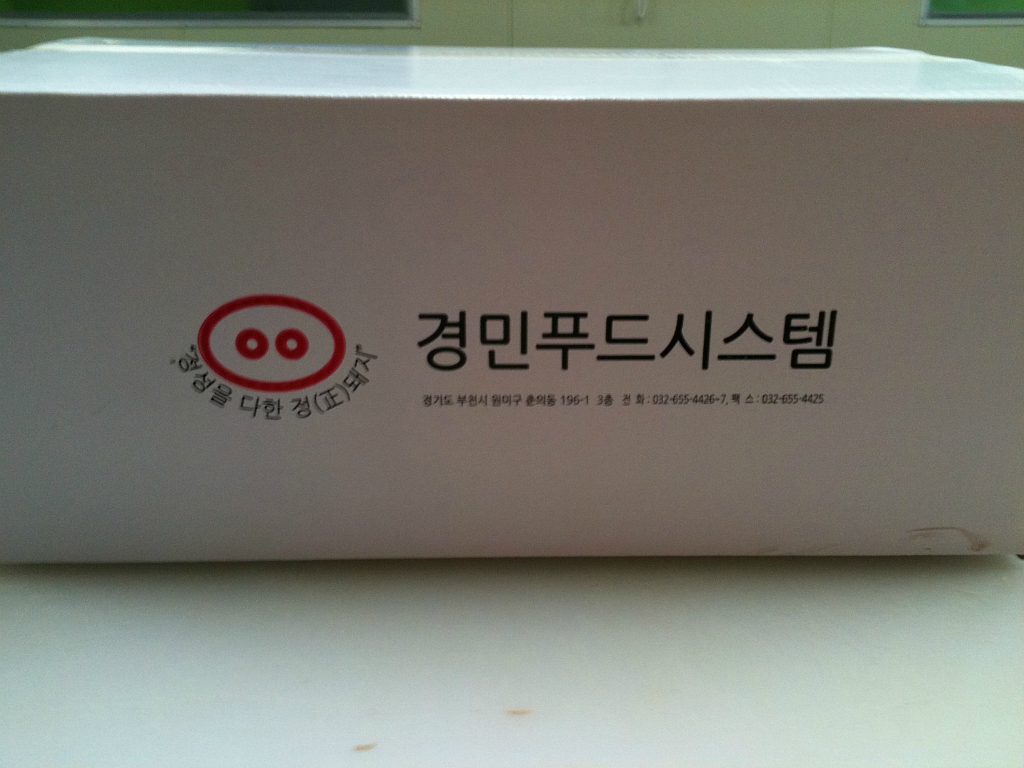 경민푸드시스템
"정성을 다한 정(正)돼지"
경기도 부천시 원미구 춘의동 196-1 3층 전 화 : 032-655-4426~7, 팩 스 : 032-655-4425